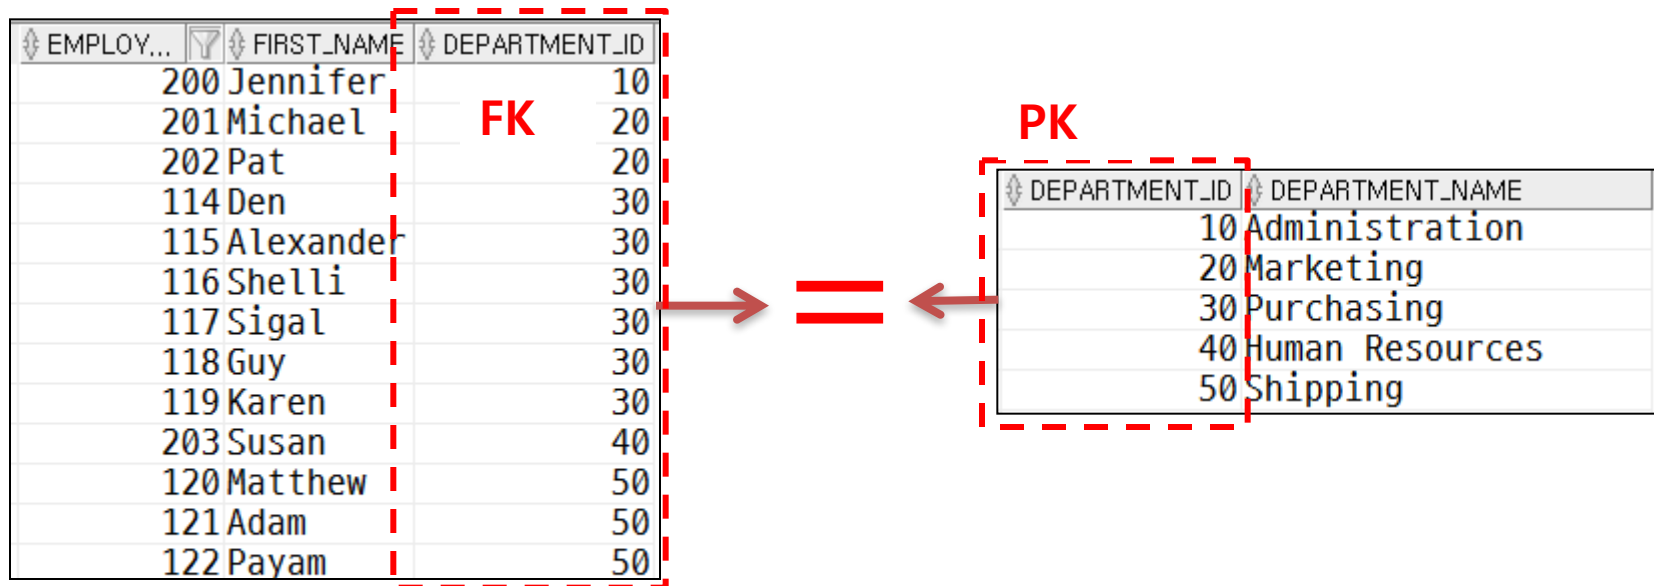 EMPLOY... FIRST_NAME DEPARTMENT_ID
200 Jennifer 10
201 Michael 20
202 Pat 20
114 Den 30
115 Alexander 30
116 Shelli 30
117 Sigal 30
118 Guy 30
119 Karen 30
203 Susan 40
120 Matthew 50
121 Adam 50
122 Payam 50
FK
=
PK
DEPARTMENT_ID DEPARTMENT_NAME
10 Administration
20 Marketing
30 Purchasing
40 Human Resources
50 Shipping